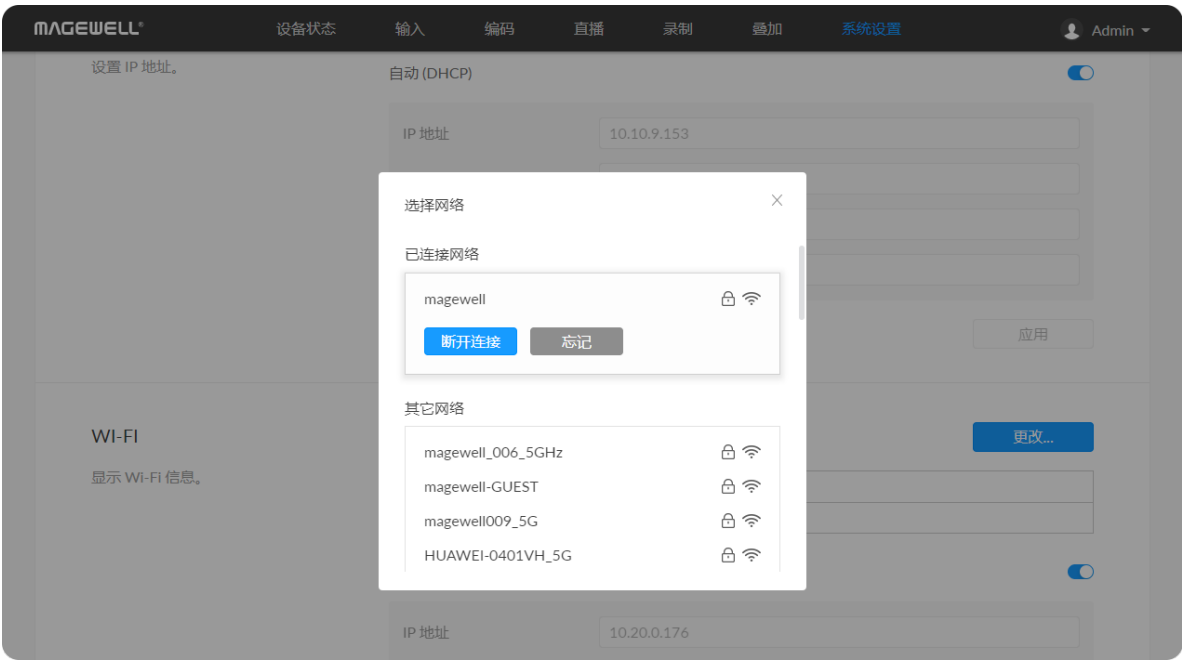 MAGEWELL® 设备状态 输入 编码 直播 录制 叠加 系统设置 Admin
设置 IP 地址。
自动 (DHCP)
IP 地址 10.10.9.153
选择网络
已连接网络
magewell
断开连接 忘记
应用
其它网络
magewell_006_5GHz
magewell-GUEST
magewell009_5G
HUAWEI-0401VH_5G
WI-FI
更改...
显示 Wi-Fi 信息。
IP 地址 10.20.0.176